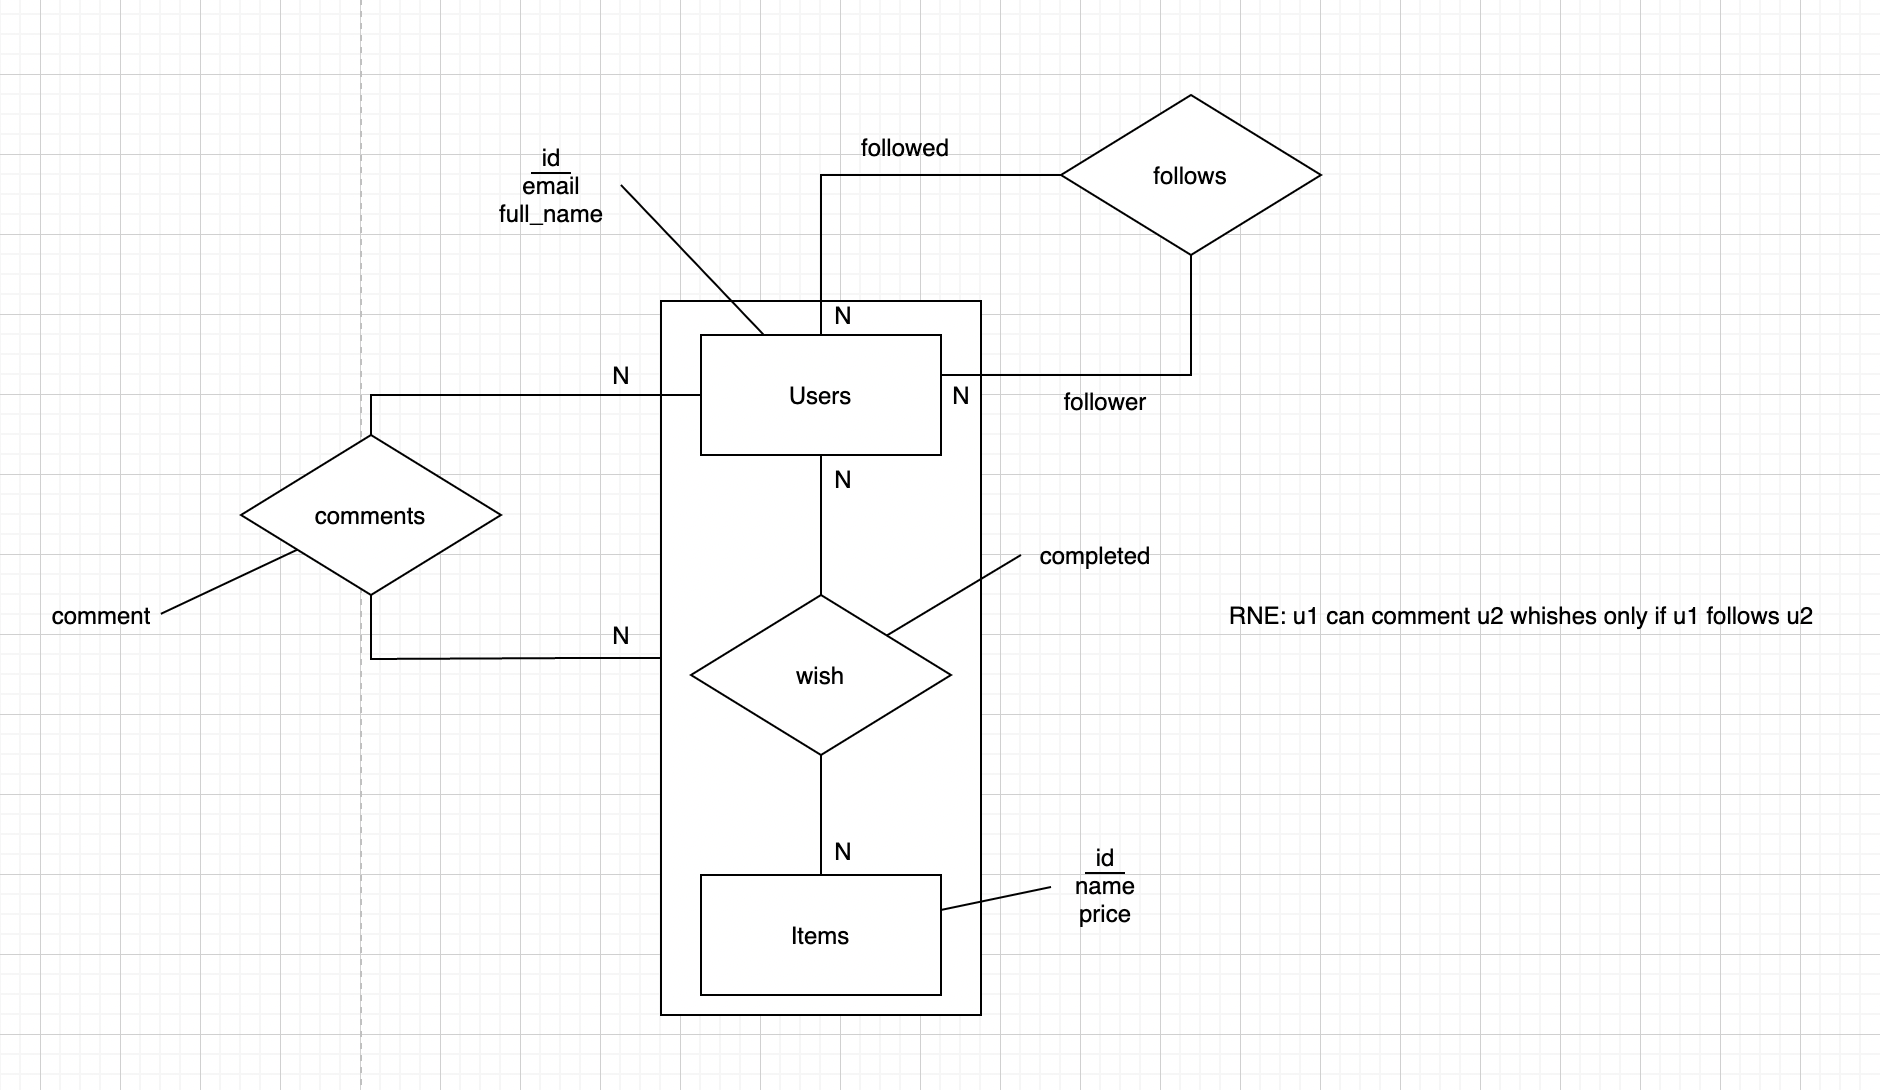 followed
follows
id
email
full_name
N
N
Users
N
follower
N
comments
completed
comment
RNE: u1 can comment u2 whishes only if u1 follows u2
N
wish
N
id
name
price
Items